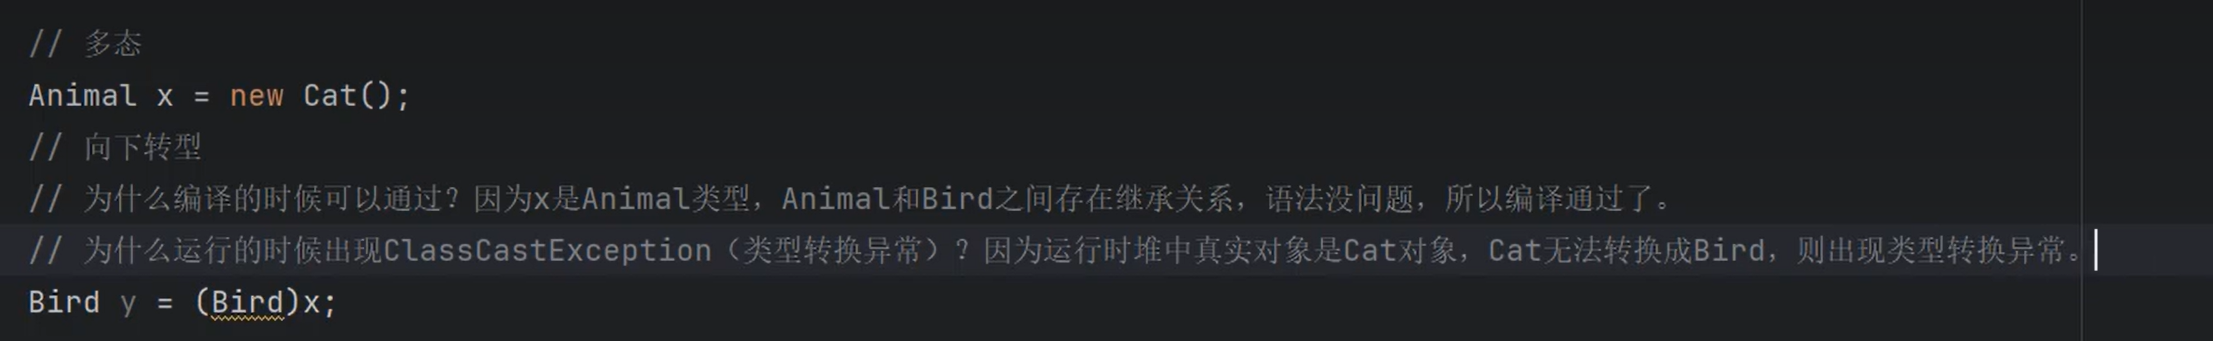 // 多态
Animal x = new Cat();
// 向下转型
// 为什么编译的时候可以通过？因为x是Animal类型，Animal和Bird之间存在继承关系，语法没问题，所以编译通过了。
// 为什么运行的时候出现ClassCastException（类型转换异常）？因为运行时堆中真实对象是Cat对象，Cat无法转换成Bird，则出现类型转换异常。
Bird y = (Bird)x;